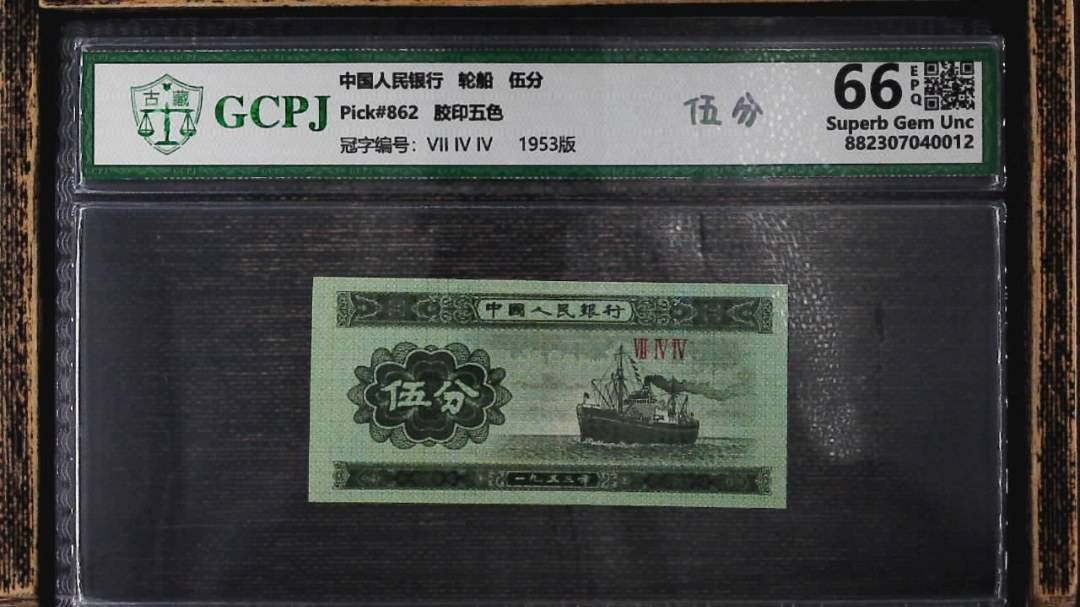 中国人民银行 轮船 伍分
古藏
GCPJ
Pick#862 胶印五色
冠字编号：VII IV IV 1953版
伍分
66
EPQ
Superb Gem Unc
882307040012
中國人民銀行
VII IV IV
伍分
一九五三年